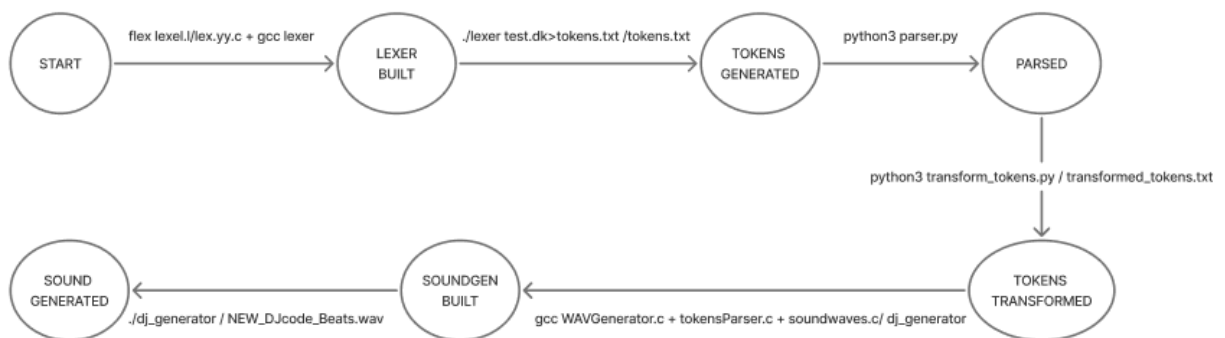 START
flex lexel.l/lex.yy.c + gcc lexer
LEXER
BUILT
./lexer test.dk>tokens.txt /tokens.txt
TOKENS
GENERATED
python3 parser.py
PARSED
python3 transform_tokens.py / transformed_tokens.txt
TOKENS
TRANSFORMED
gcc WAVGenerator.c + tokensParser.c + soundwaves.c/ dj_generator
SOUNDGEN
BUILT
./dj_generator / NEW_DJcode_Beats.wav
SOUND
GENERATED